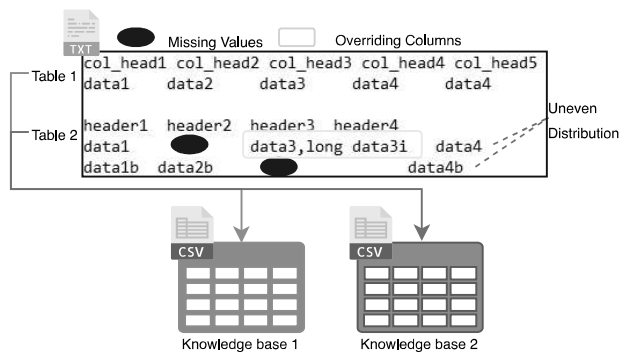 TXT
Missing Values
Overriding Columns
col_head1 col_head2 col_head3 col_head4 col_head5
Table 1
data1 data2 data3 data4 data4
header1 header2 header3 header4
Table 2
data1 data3,long data3i data4
data1b data2b data4b
Uneven
Distribution
CSV
CSV
Knowledge base 1
Knowledge base 2